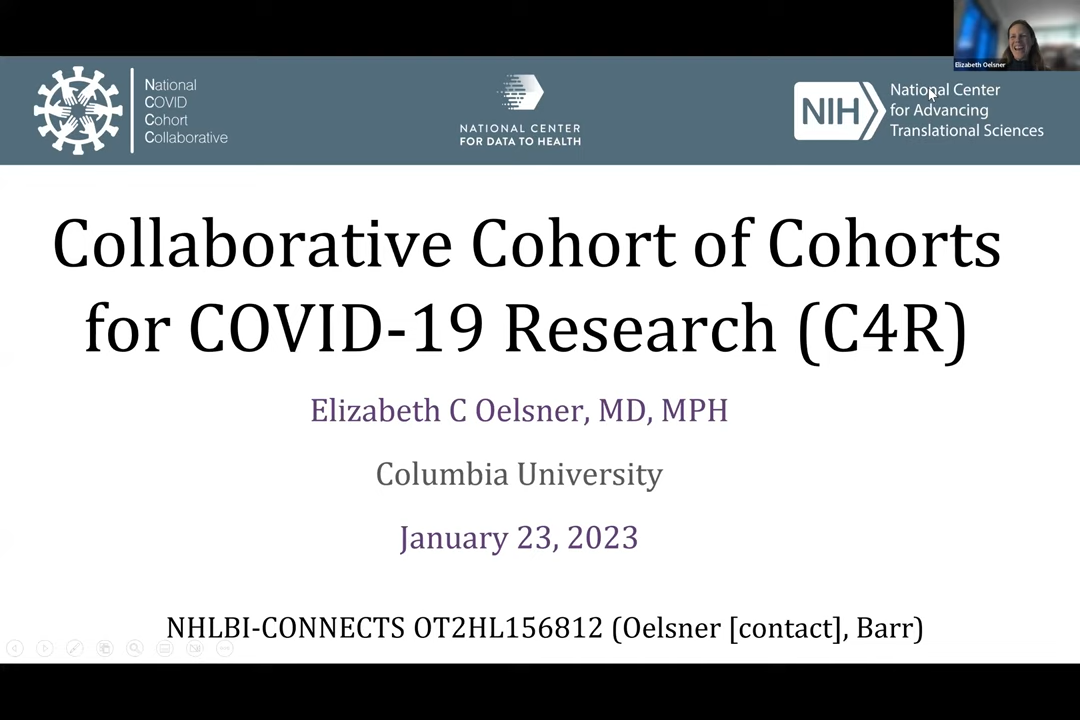 Elizabeth Oelsner
National
COVID
Cohort
Collaborative
NATIONAL CENTER
FOR DATA TO HEALTH
NIH
National Center
for Advancing
Translational Sciences
Collaborative Cohort of Cohorts
for COVID-19 Research (C4R)
Elizabeth C Oelsner, MD, MPH
Columbia University
January 23, 2023
NHLBI-CONNECTS OT2HL156812 (Oelsner [contact], Barr)